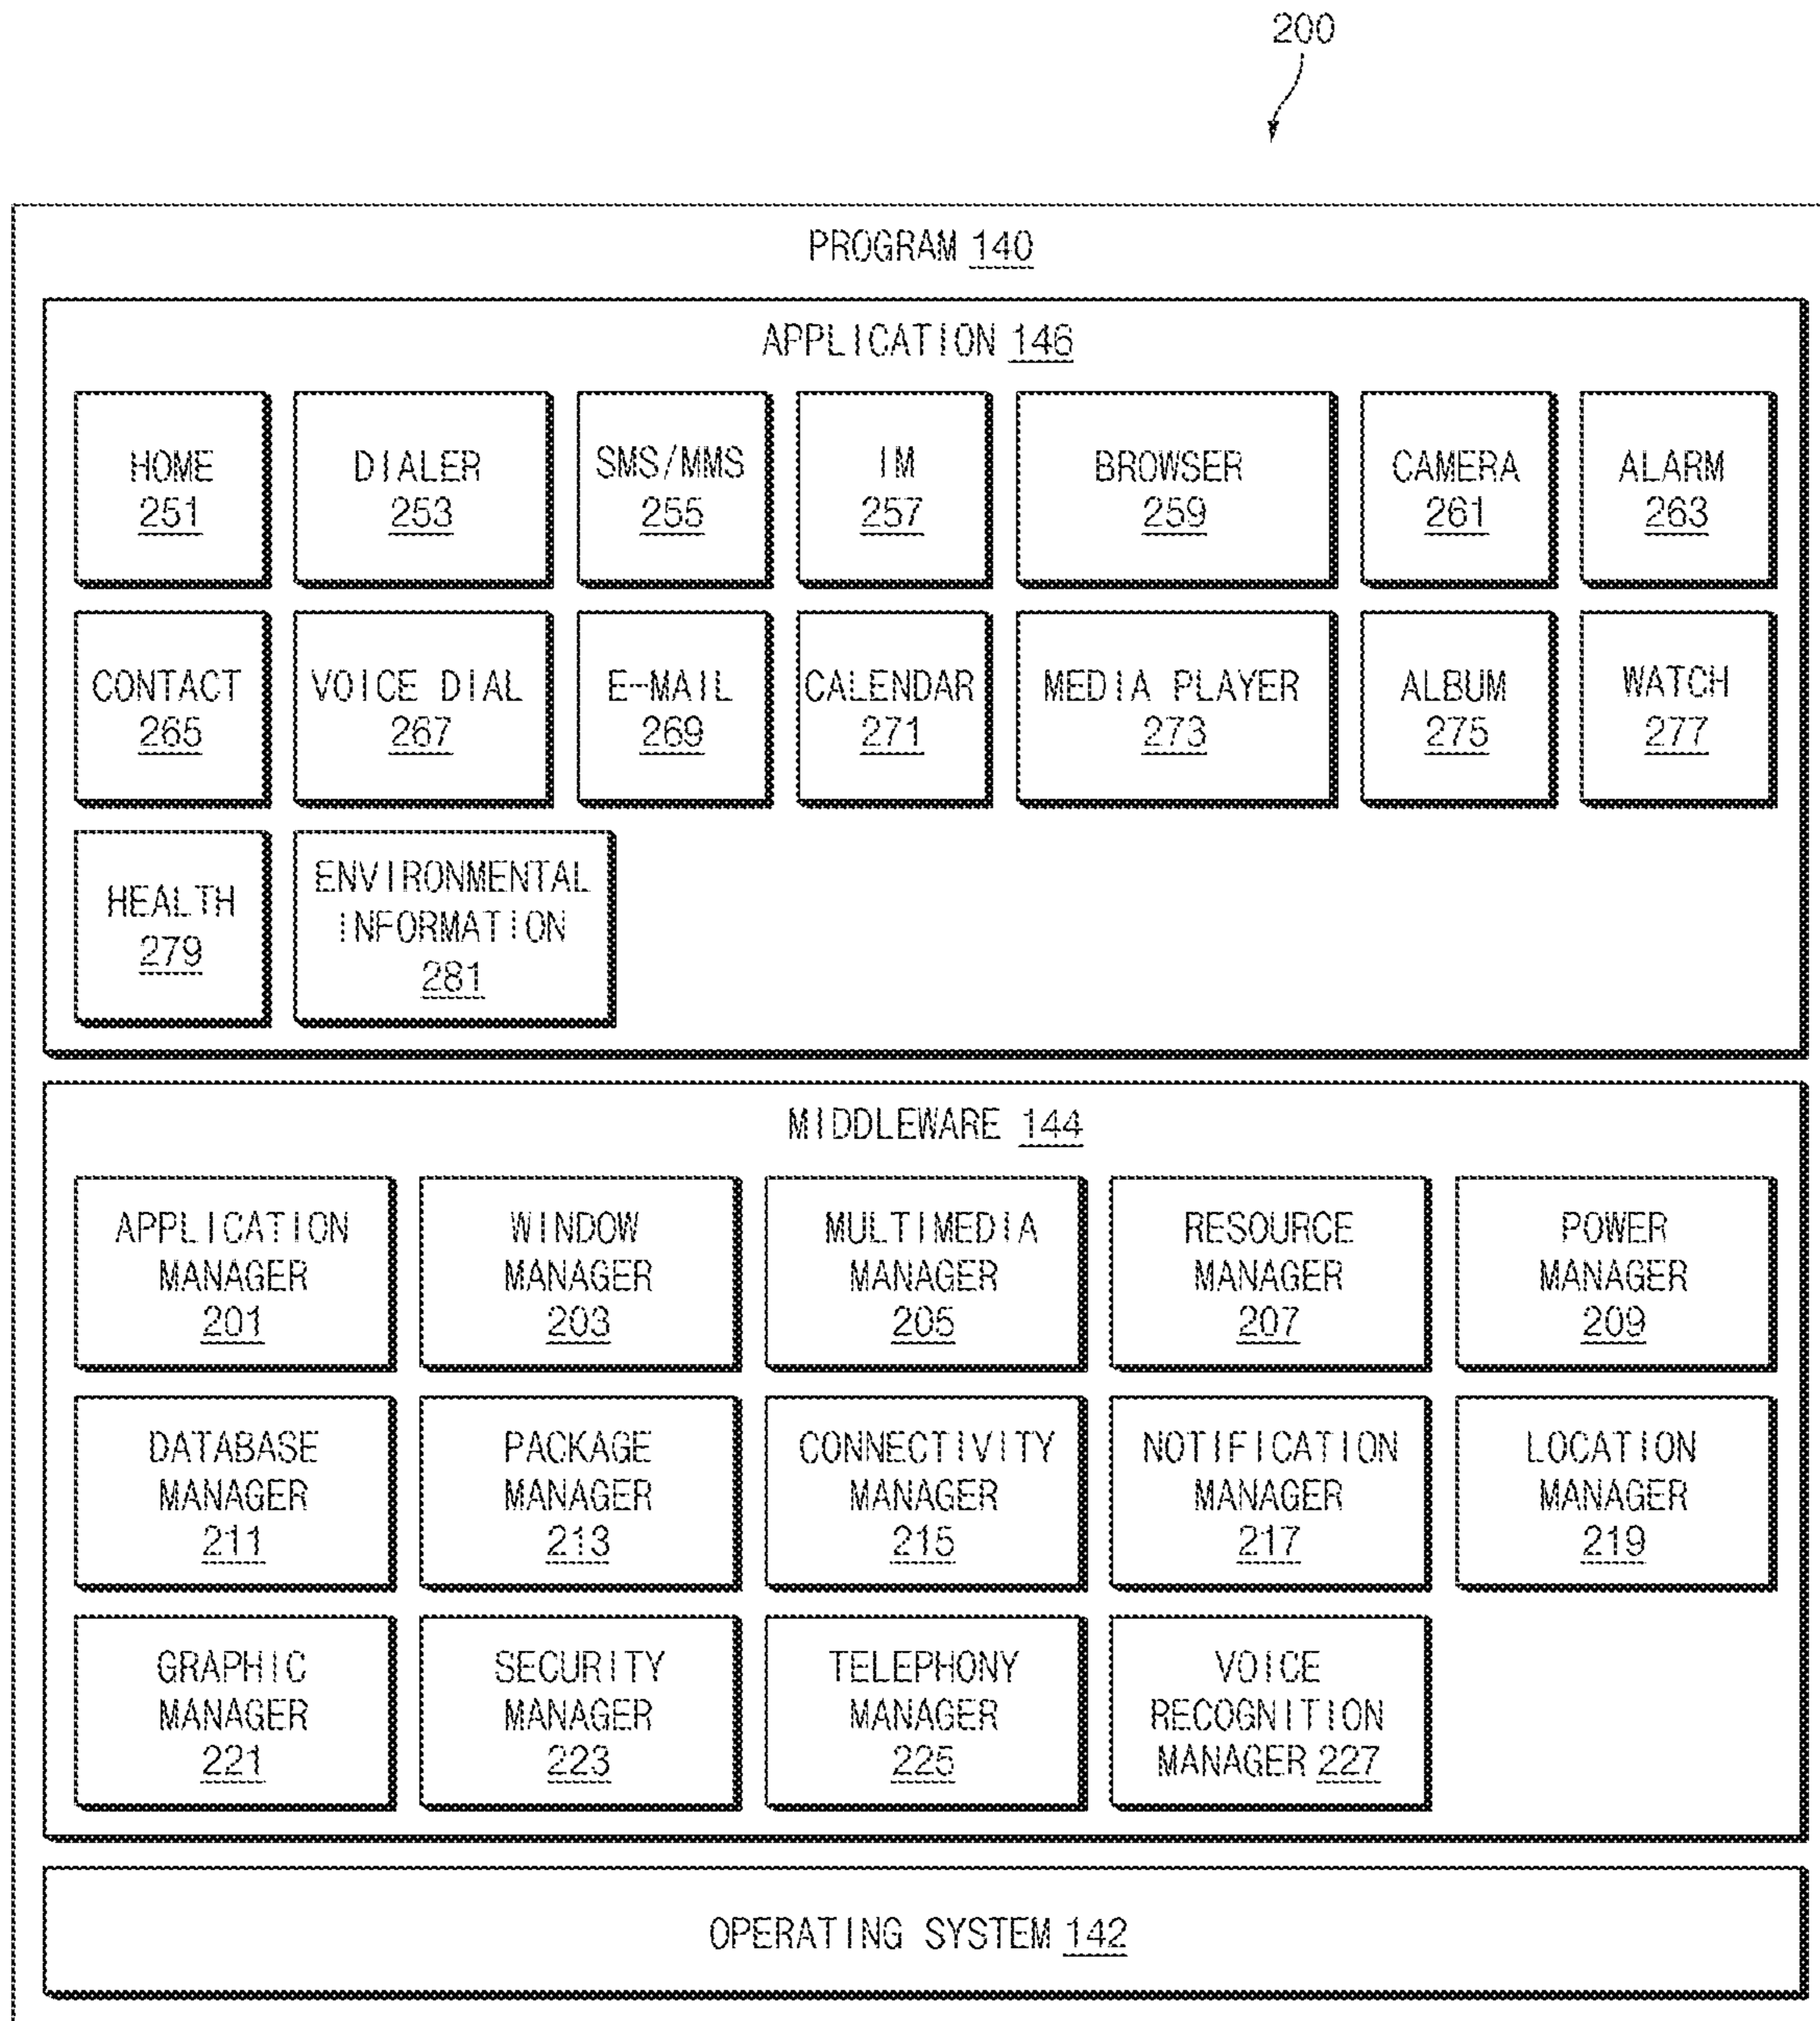 200
PROGRAM 140
APPLICATION 146
HOME
251
DIALER
253
SMS/MMS
255
IM
257
BROWSER
259
CAMERA
261
ALARM
263
CONTACT
265
VOICE DIAL
267
E-MAIL
269
CALENDAR
271
MEDIA PLAYER
273
ALBUM
275
WATCH
277
HEALTH
279
ENVIRONMENTAL
INFORMATION
281
MIDDLEWARE 144
APPLICATION
MANAGER
201
WINDOW
MANAGER
203
MULTIMEDIA
MANAGER
205
RESOURCE
MANAGER
207
POWER
MANAGER
209
DATABASE
MANAGER
211
PACKAGE
MANAGER
213
CONNECTIVITY
MANAGER
215
NOTIFICATION
MANAGER
217
LOCATION
MANAGER
219
GRAPHIC
MANAGER
221
SECURITY
MANAGER
223
TELEPHONY
MANAGER
225
VOICE
RECOGNITION
MANAGER 227
OPERATING SYSTEM 142